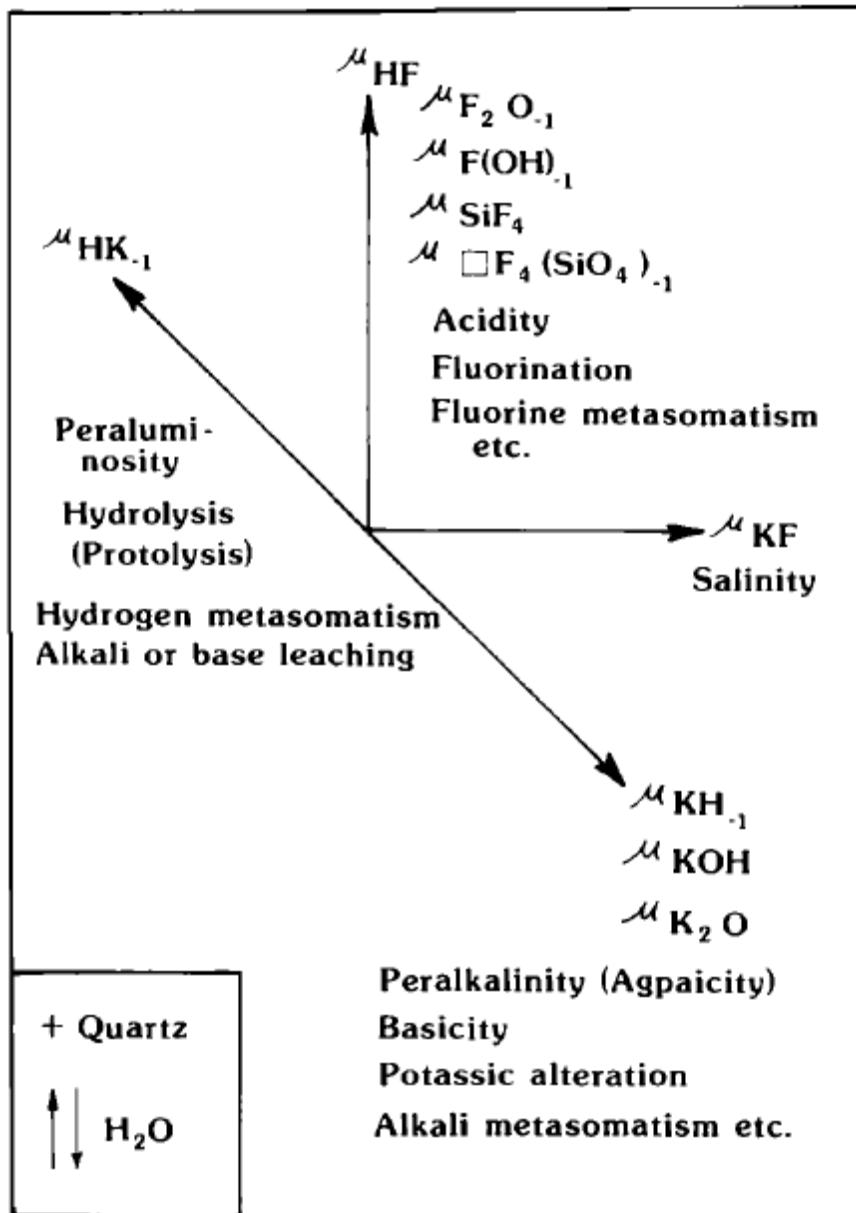 μHF
μF₂O₋₁
μF(OH)₋₁
μSiF₄
μ□F₄(SiO₄)₋₁
Acidity
Fluorination
Fluorine metasomatism
etc.
μHK₋₁
Peralumi-
nosity
Hydrolysis
(Protolysis)
Hydrogen metasomatism
Alkali or base leaching
μKF
Salinity
μKH₋₁
μKOH
μK₂O
Peralkalinity (Agpaicity)
Basicity
Potassic alteration
Alkali metasomatism etc.
+ Quartz
H₂O